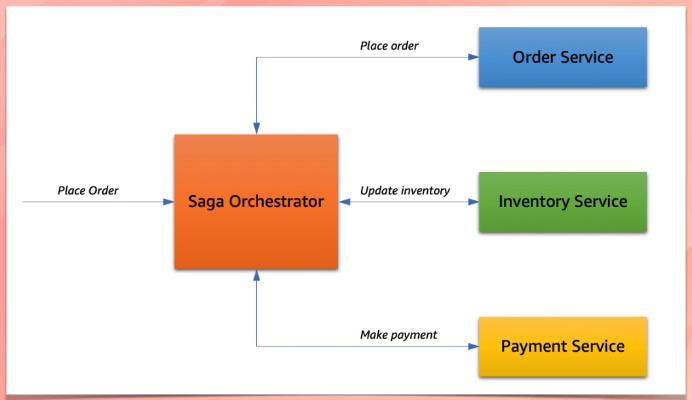 Place order
Order Service
Place Order
Saga Orchestrator
Update inventory
Inventory Service
Make payment
Payment Service